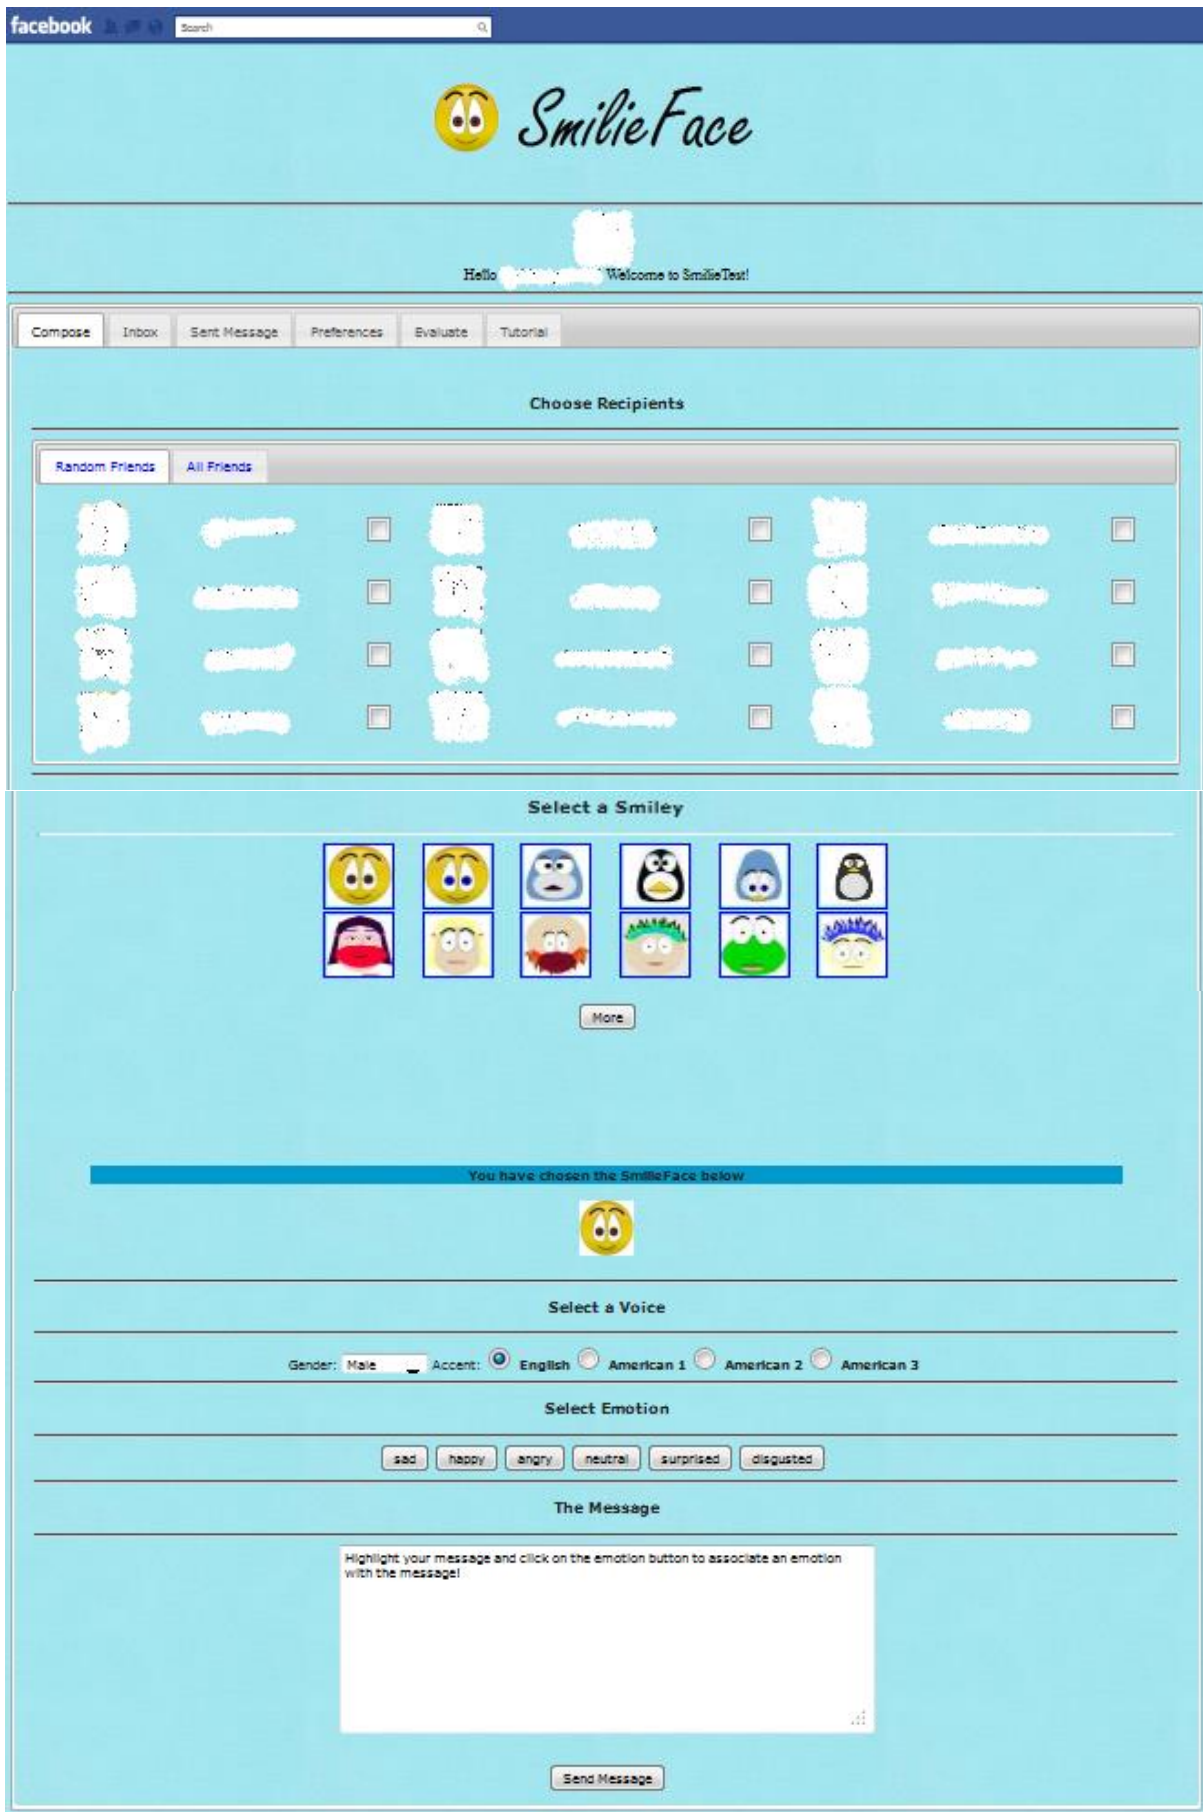 facebook Search
SmilieFace
Hello Welcome to SmilieTest!
Compose Inbox Sent Message Preferences Evaluate Tutorial
Choose Recipients
Random Friends All Friends
Select a Smiley
More
You have chosen the SmilieFace below
Select a Voice
Gender: Male Accent: English American 1 American 2 American 3
Select Emotion
sad happy angry neutral surprised disgusted
The Message
Highlight your message and click on the emotion button to associate an emotion
with the message!
Send Message